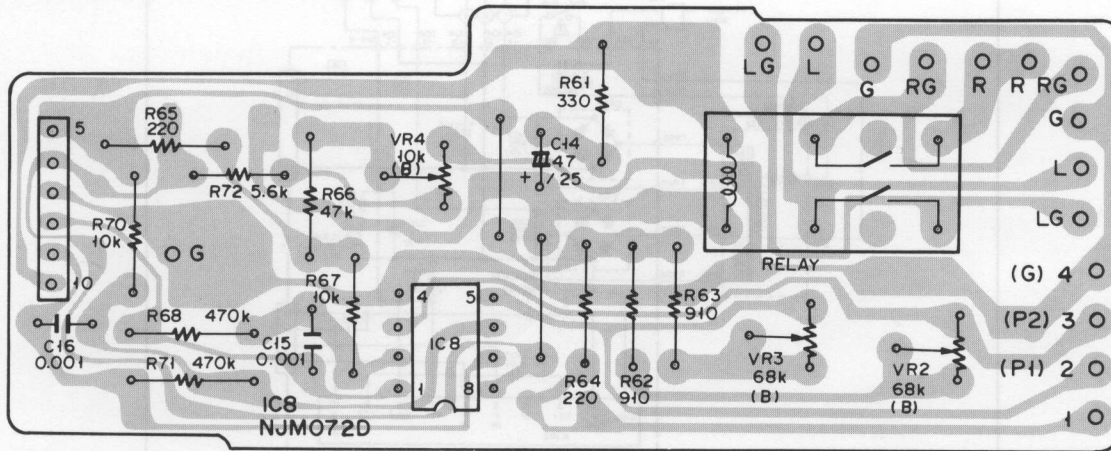 LG
L
G
RG
R
R
RG
G
L
LG
(G) 4
(P2) 3
(P1) 2
1
RELAY
R61
330
C14
47
+ / 25
VR4
10k
(B)
R65
220
R72 5.6k
R66
47k
R70
10k
5
10
G
R67
10k
R68 470k
C16
0.001
R71 470k
C15
0.001
4
5
IC8
1
8
IC8
NJM072D
R64
220
R62
910
R63
910
VR3
68k
(B)
VR2
68k
(B)